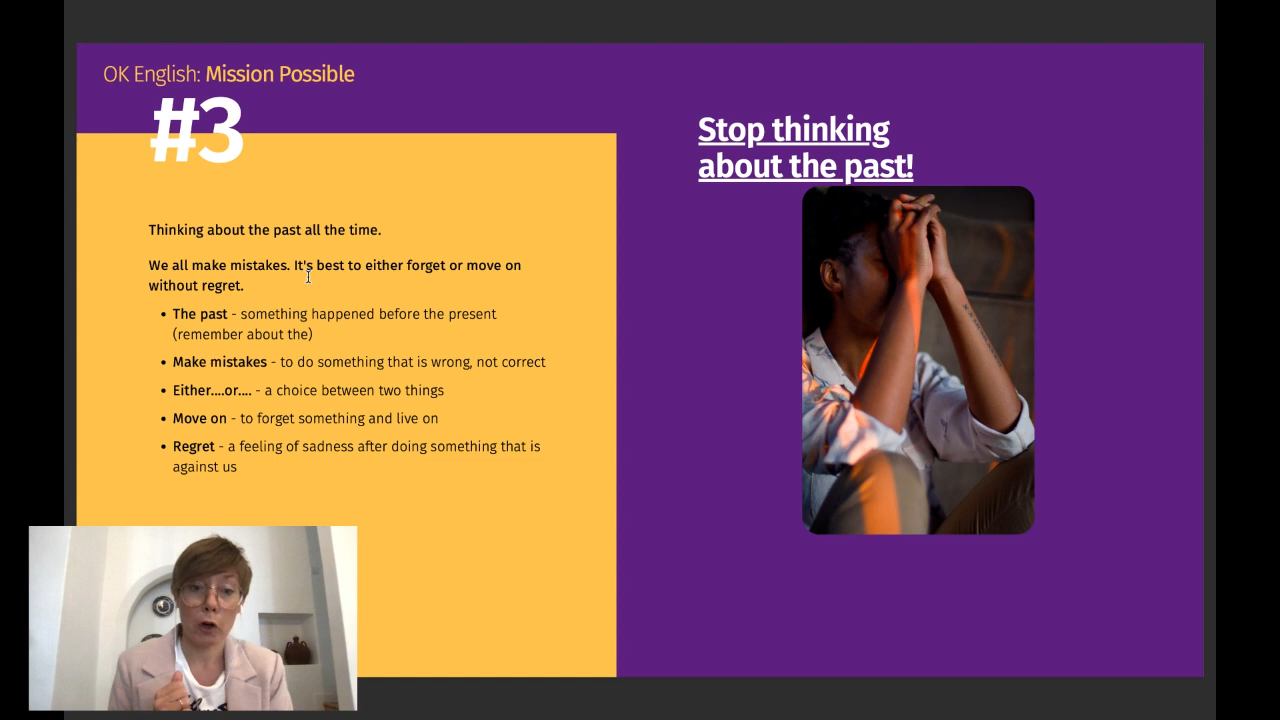 OK English: Mission Possible
#3
Stop thinking
about the past!
Thinking about the past all the time.
We all make mistakes. It's best to either forget or move on
without regret.
• The past - something happened before the present
(remember about the)
• Make mistakes - to do something that is wrong, not correct
• Either....or.... - a choice between two things
• Move on - to forget something and live on
• Regret - a feeling of sadness after doing something that is
against us